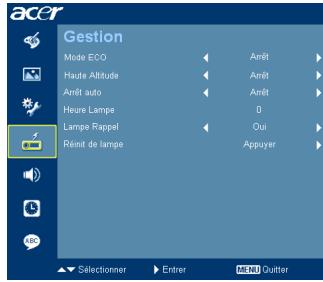 acer
Gestion
Mode ECO Arrêt
Haute Altitude Arrêt
Arrêt auto Arrêt
Heure Lampe 0
Lampe Rappel Oui
Réinit de lampe Appuyer
ABC
Sélectionner Entrer MENU Quitter